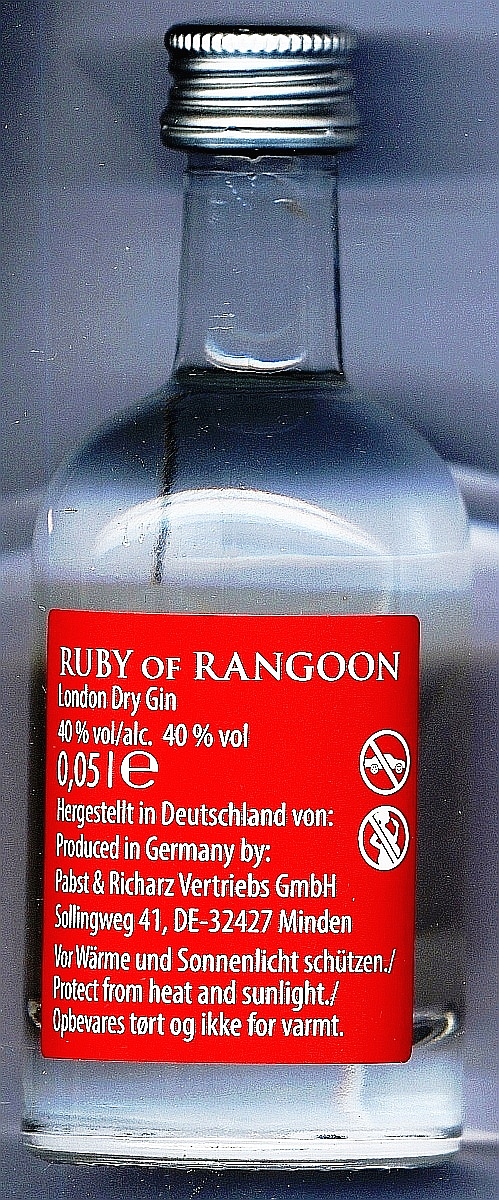 RUBY OF RANGOON
London Dry Gin
40 % vol/alc. 40 % vol
0,05 l e
Hergestellt in Deutschland von:
Produced in Germany by:
Pabst & Richarz Vertriebs GmbH
Sollingweg 41, DE-32427 Minden
Vor Wärme und Sonnenlicht schützen./
Protect from heat and sunlight./
Opbevares tørt og ikke for varmt.